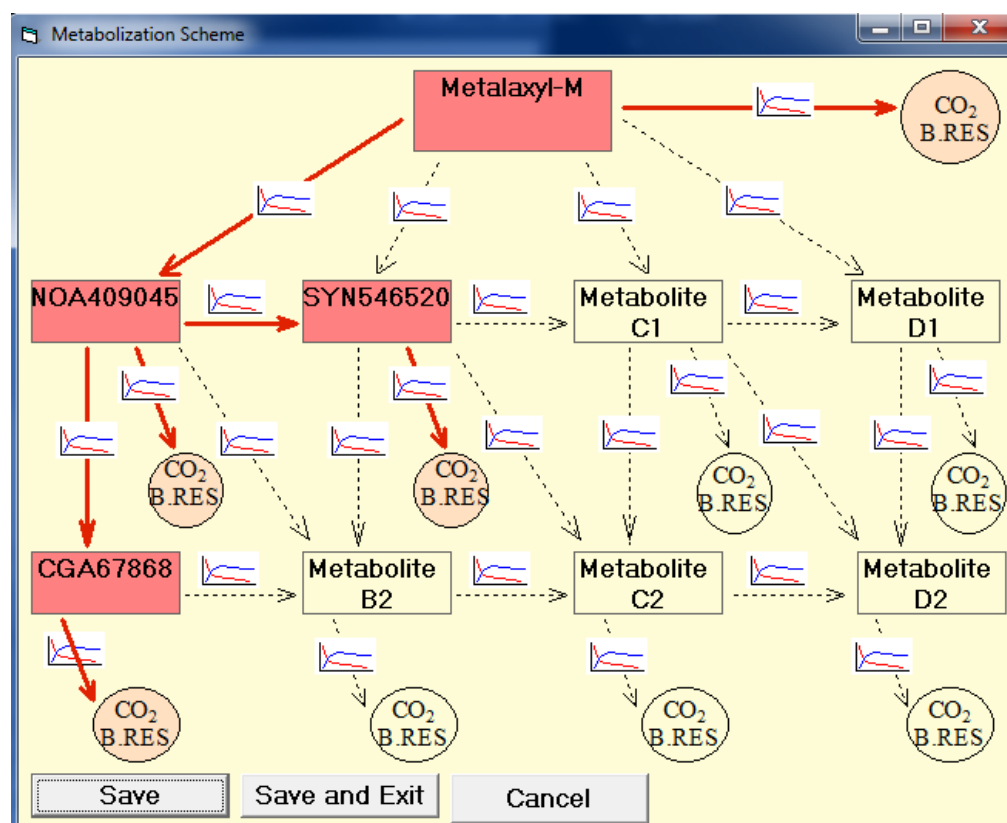 Metabolization Scheme
Metalaxyl-M
CO₂
B.RES
NOA409045
SYN546520
Metabolite
C1
Metabolite
D1
CO₂
B.RES
CO₂
B.RES
CO₂
B.RES
CO₂
B.RES
CGA67868
Metabolite
B2
Metabolite
C2
Metabolite
D2
CO₂
B.RES
CO₂
B.RES
CO₂
B.RES
CO₂
B.RES
Save
Save and Exit
Cancel